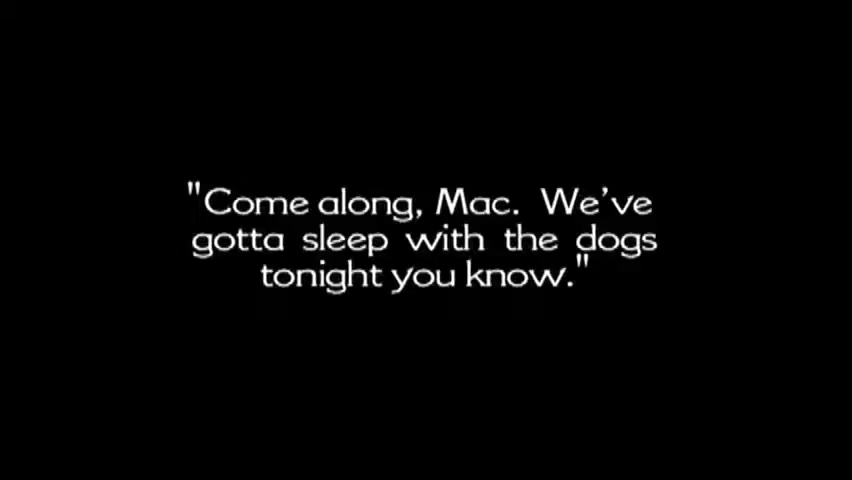 "Come along, Mac. We've
gotta sleep with the dogs
tonight you know."